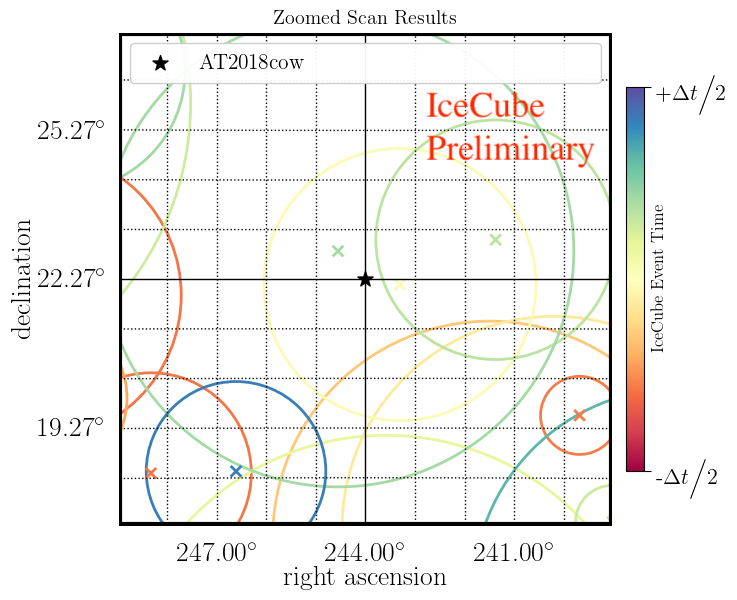 Zoomed Scan Results
AT2018cow
IceCube
Preliminary
25.27°
22.27°
19.27°
declination
247.00°
244.00°
241.00°
right ascension
+Δt/2
IceCube Event Time
-Δt/2